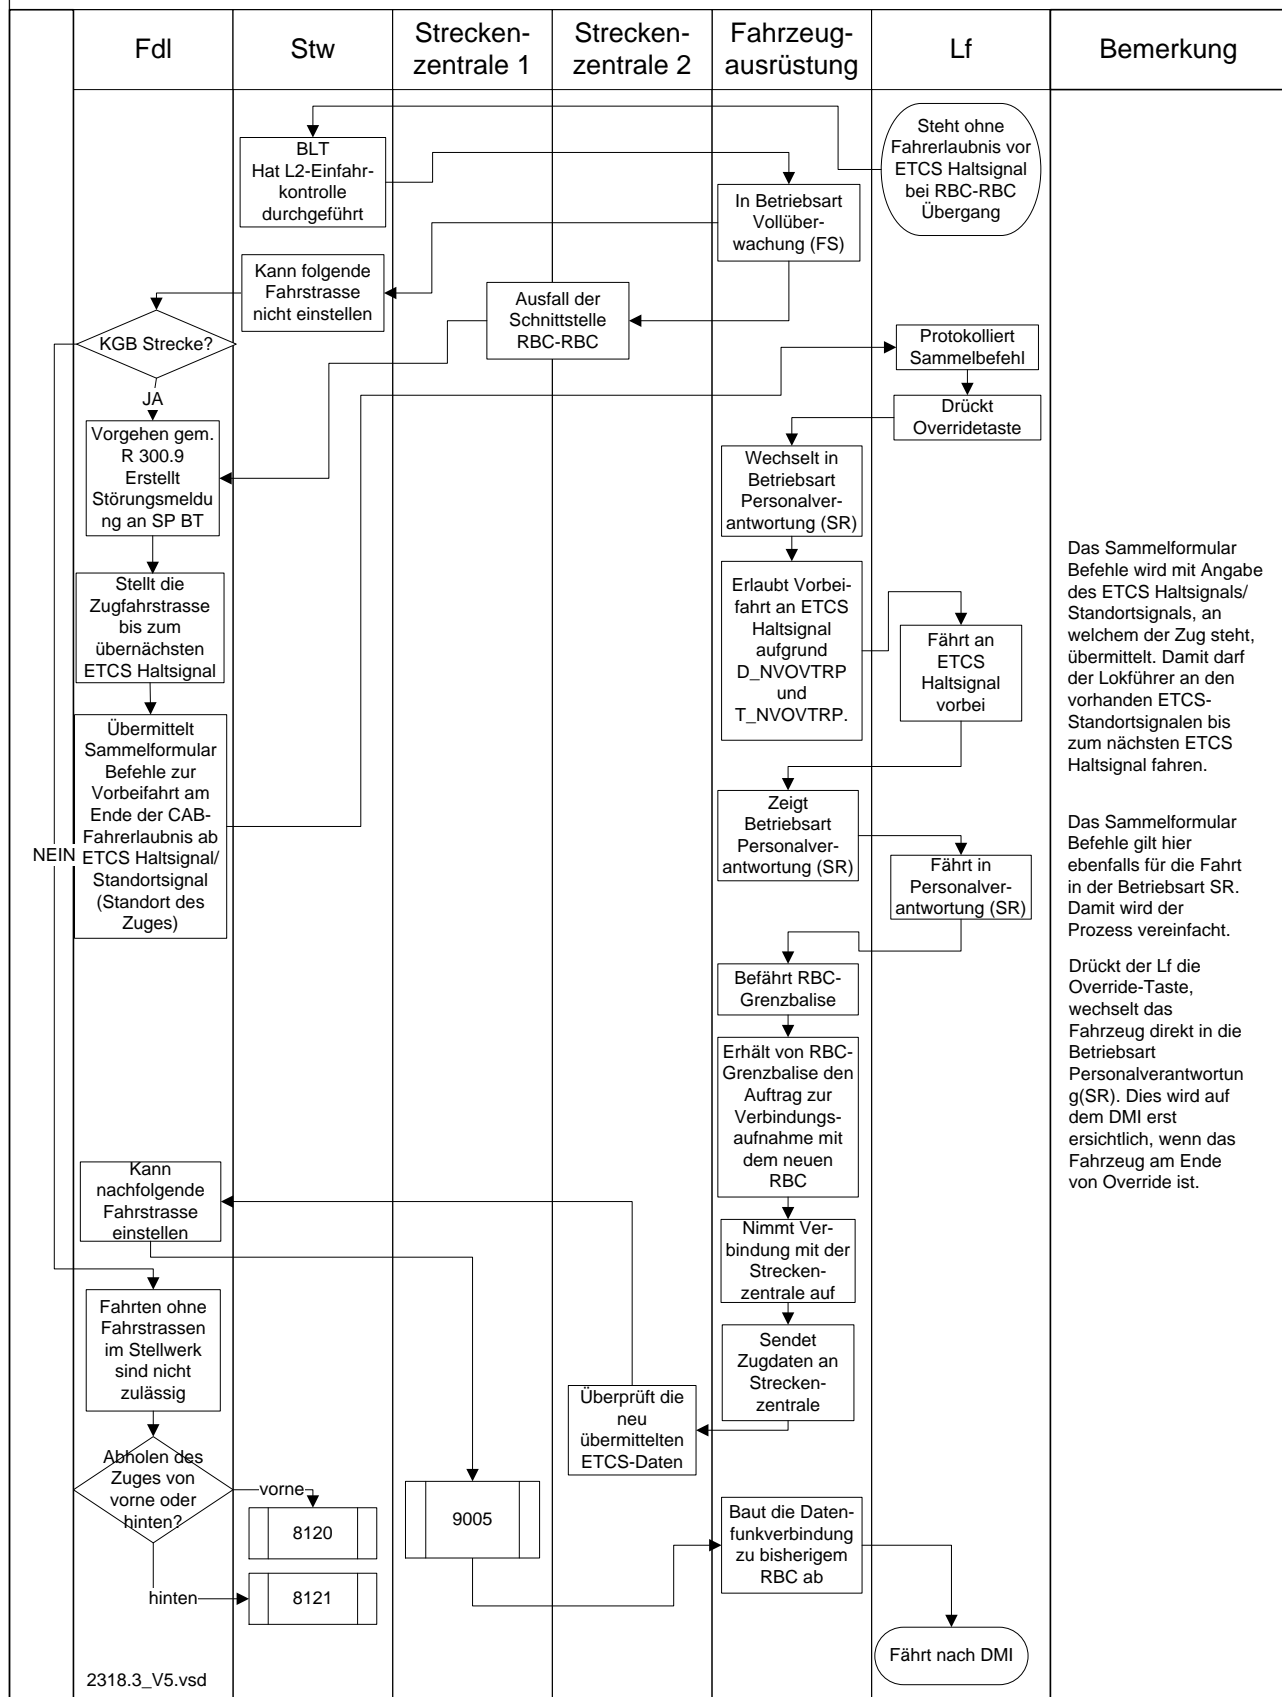 Fdl
Stw
Strecken-
zentrale 1
Strecken-
zentrale 2
Fahrzeug-
ausrüstung
Lf
Bemerkung
Steht ohne
Fahrerlaubnis vor
ETCS Haltsignal
bei RBC-RBC
Übergang
BLT
Hat L2-Einfahr-
kontrolle
durchgeführt
In Betriebsart
Vollüber-
wachung (FS)
Kann folgende
Fahrstrasse
nicht einstellen
Ausfall der
Schnittstelle
RBC-RBC
KGB Strecke?
JA
NEIN
Vorgehen gem.
R 300.9
Erstellt
Störungsmeldu
ng an SP BT
Stellt die
Zugfahrstrasse
bis zum
übernächsten
ETCS Haltsignal
Übermittelt
Sammelformular
Befehle zur
Vorbeifahrt am
Ende der CAB-
Fahrerlaubnis ab
ETCS Haltsignal/
Standortsignal
(Standort des
Zuges)
Protokolliert
Sammelbefehl
Drückt
Overridetaste
Wechselt in
Betriebsart
Personalver-
antwortung (SR)
Erlaubt Vorbei-
fahrt an ETCS
Haltsignal
aufgrund
D_NVOVTRP
und
T_NVOVTRP.
Fährt an
ETCS
Haltsignal
vorbei
Zeigt
Betriebsart
Personalver-
antwortung (SR)
Fährt in
Personalver-
antwortung (SR)
Befährt RBC-
Grenzbalise
Erhält von RBC-
Grenzbalise den
Auftrag zur
Verbindungs-
aufnahme mit
dem neuen
RBC
Nimmt Ver-
bindung mit der
Strecken-
zentrale auf
Sendet
Zugdaten an
Strecken-
zentrale
Überprüft die
neu
übermittelten
ETCS-Daten
Kann
nachfolgende
Fahrstrasse
einstellen
Fahrten ohne
Fahrstrassen
im Stellwerk
sind nicht
zulässig
Abholen des
Zuges von
vorne oder
hinten?
vorne
8120
hinten
8121
9005
Baut die Daten-
funkverbindung
zu bisherigem
RBC ab
Fährt nach DMI
Das Sammelformular
Befehle wird mit Angabe
des ETCS Haltsignals/
Standortsignals, an
welchem der Zug steht,
übermittelt. Damit darf
der Lokführer an den
vorhanden ETCS-
Standortsignalen bis
zum nächsten ETCS
Haltsignal fahren.
Das Sammelformular
Befehle gilt hier
ebenfalls für die Fahrt
in der Betriebsart SR.
Damit wird der
Prozess vereinfacht.
Drückt der Lf die
Override-Taste,
wechselt das
Fahrzeug direkt in die
Betriebsart
Personalverantwortun
g(SR). Dies wird auf
dem DMI erst
ersichtlich, wenn das
Fahrzeug am Ende
von Override ist.
2318.3_V5.vsd